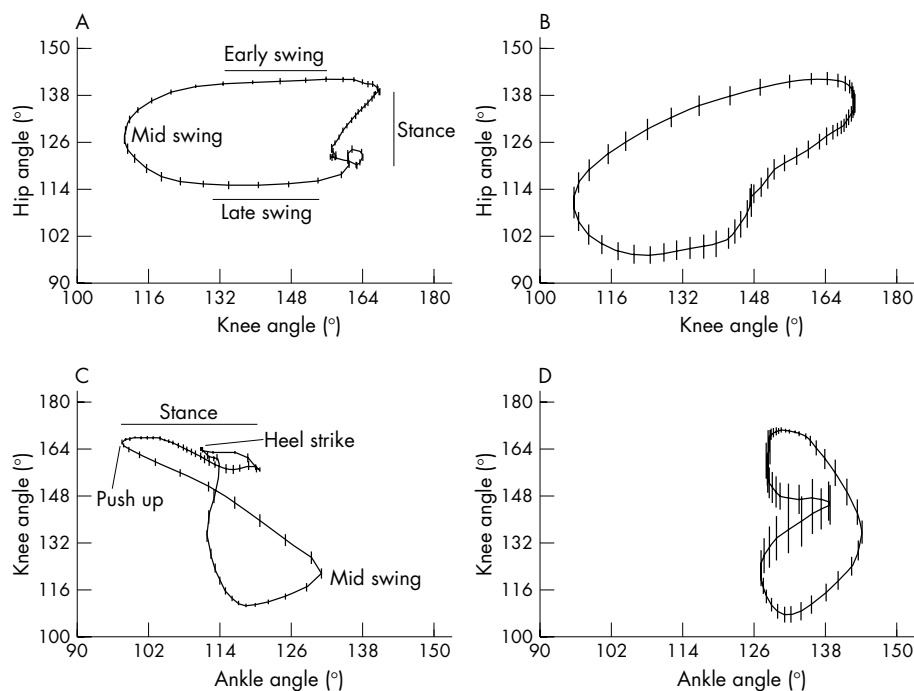 A
150
138
126
114
102
90
Hip angle (°)
Early swing
Mid swing
Stance
Late swing
100 116 132 148 164 180
Knee angle (°)
B
150
138
126
114
102
90
Hip angle (°)
100 116 132 148 164 180
Knee angle (°)
C
180
164
148
132
116
100
Knee angle (°)
Stance
Heel strike
Push up
Mid swing
90 102 114 126 138 150
Ankle angle (°)
D
180
164
148
132
116
100
Knee angle (°)
90 102 114 126 138 150
Ankle angle (°)